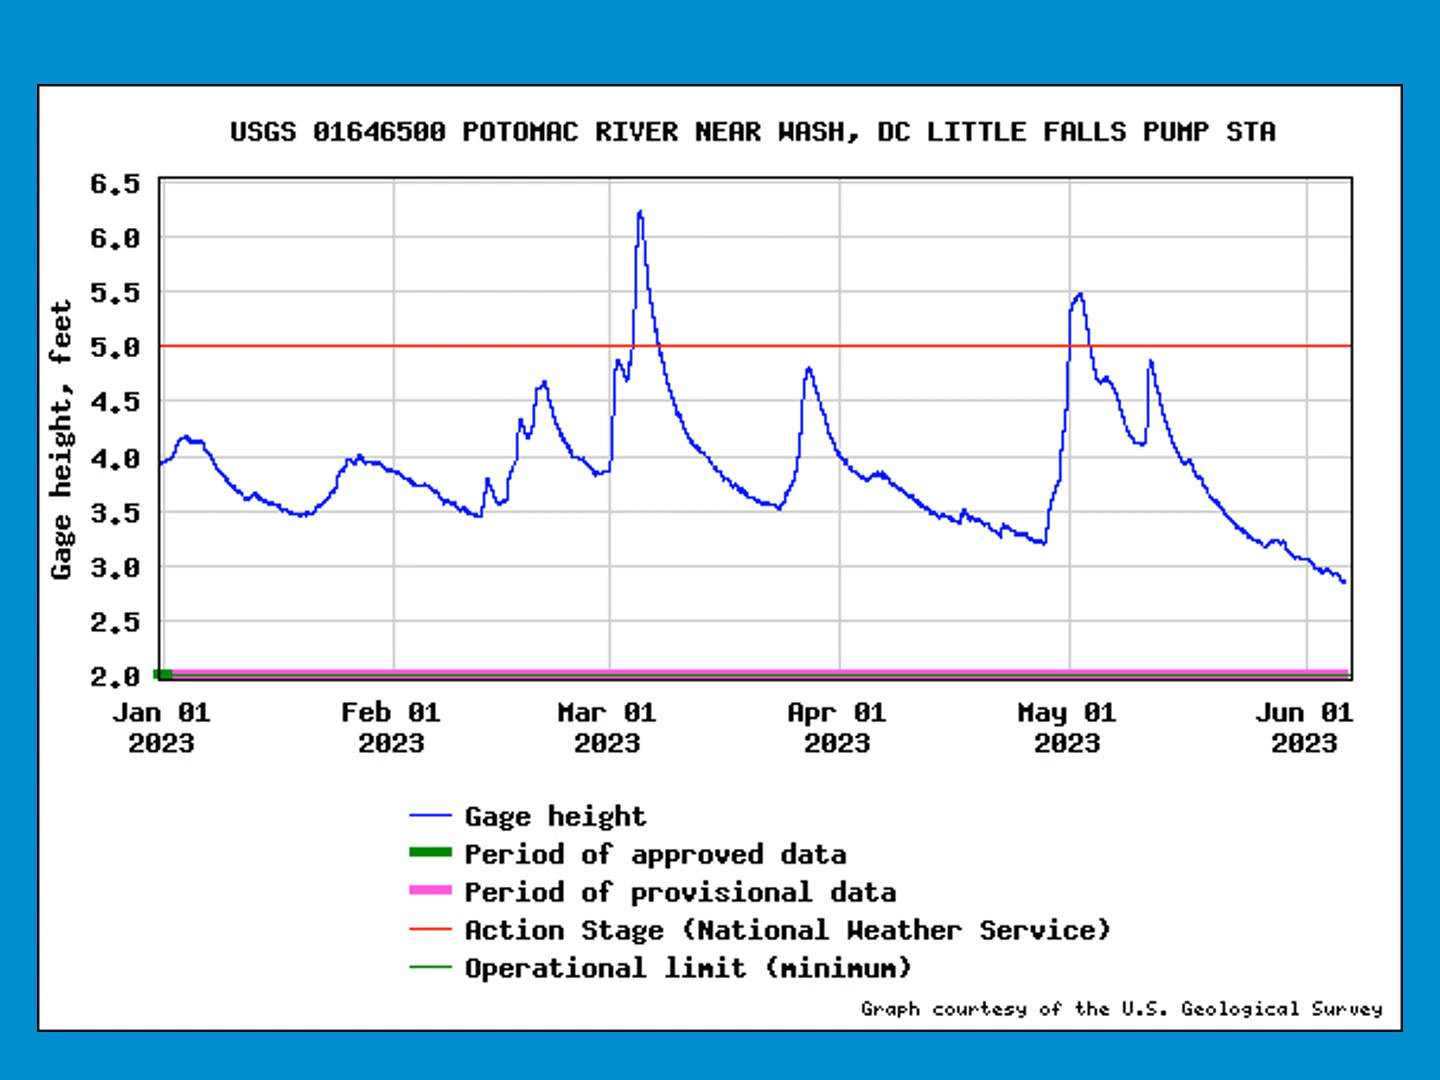 USGS 01646500 POTOMAC RIVER NEAR WASH, DC LITTLE FALLS PUMP STA
Gage height, feet
6.5
6.0
5.5
5.0
4.5
4.0
3.5
3.0
2.5
2.0
Jan 01 Feb 01 Mar 01 Apr 01 May 01 Jun 01
2023 2023 2023 2023 2023 2023
Gage height
Period of approved data
Period of provisional data
Action Stage (National Weather Service)
Operational limit (minimum)
Graph courtesy of the U.S. Geological Survey